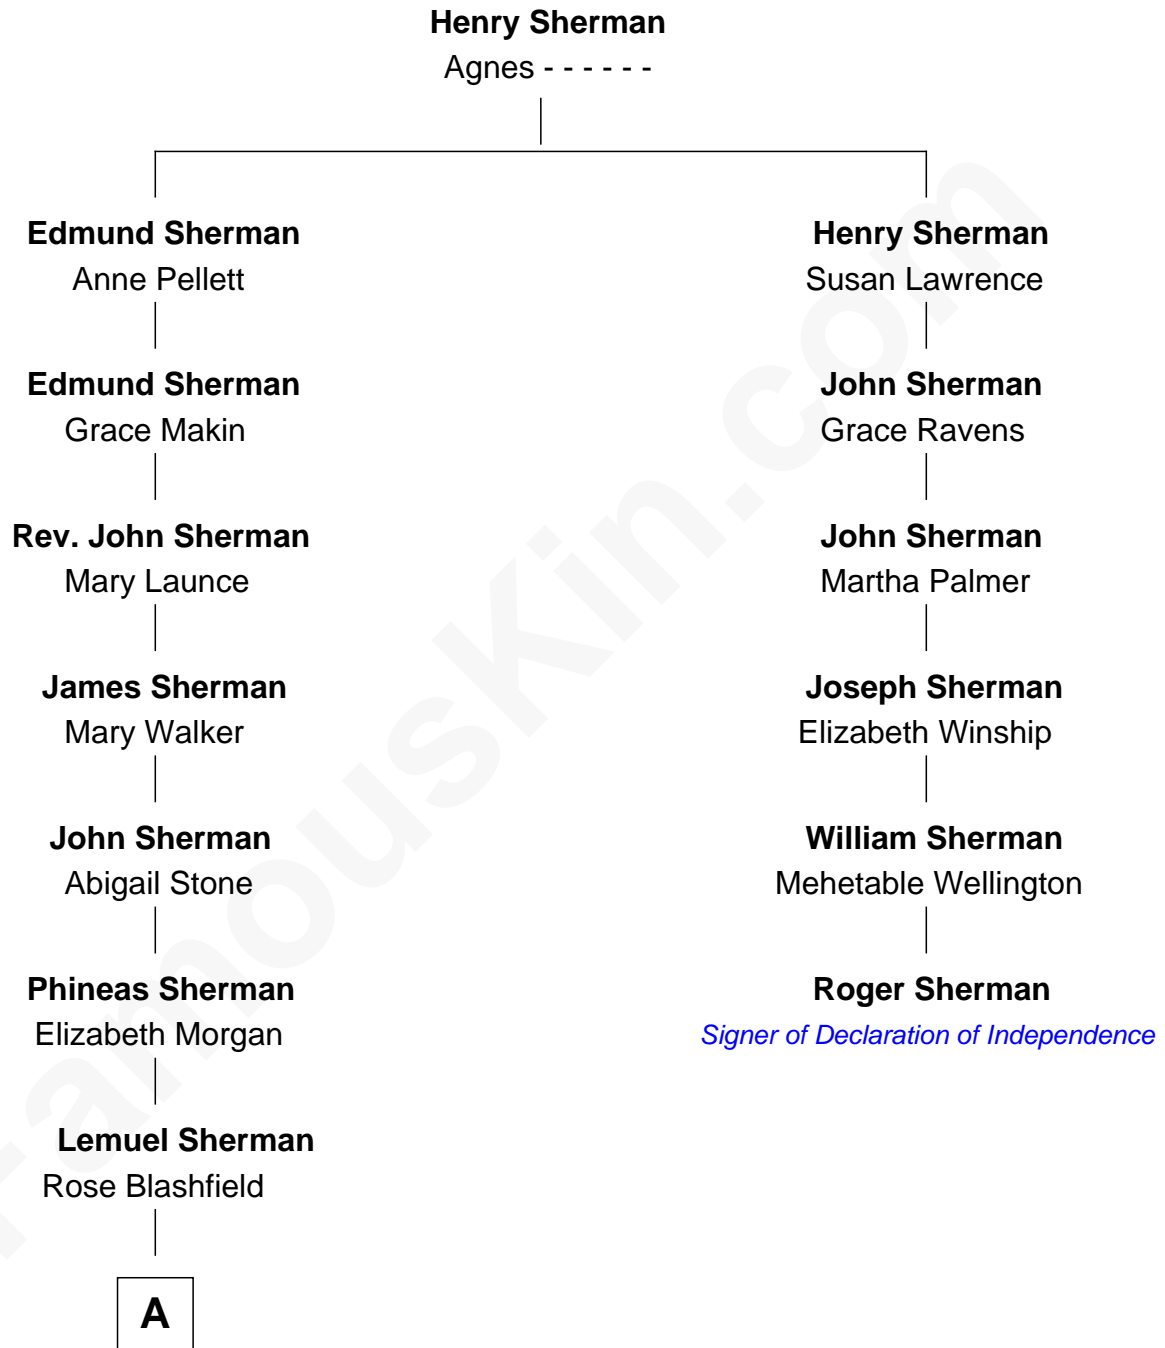 Henry Sherman
Agnes - - - - - -
Edmund Sherman
Anne Pellett
Henry Sherman
Susan Lawrence
Edmund Sherman
Grace Makin
John Sherman
Grace Ravens
Rev. John Sherman
Mary Launce
John Sherman
Martha Palmer
James Sherman
Mary Walker
Joseph Sherman
Elizabeth Winship
John Sherman
Abigail Stone
William Sherman
Mehetable Wellington
Phineas Sherman
Elizabeth Morgan
Roger Sherman
Signer of Declaration of Independence
Lemuel Sherman
Rose Blashfield
A
FamousKin.com